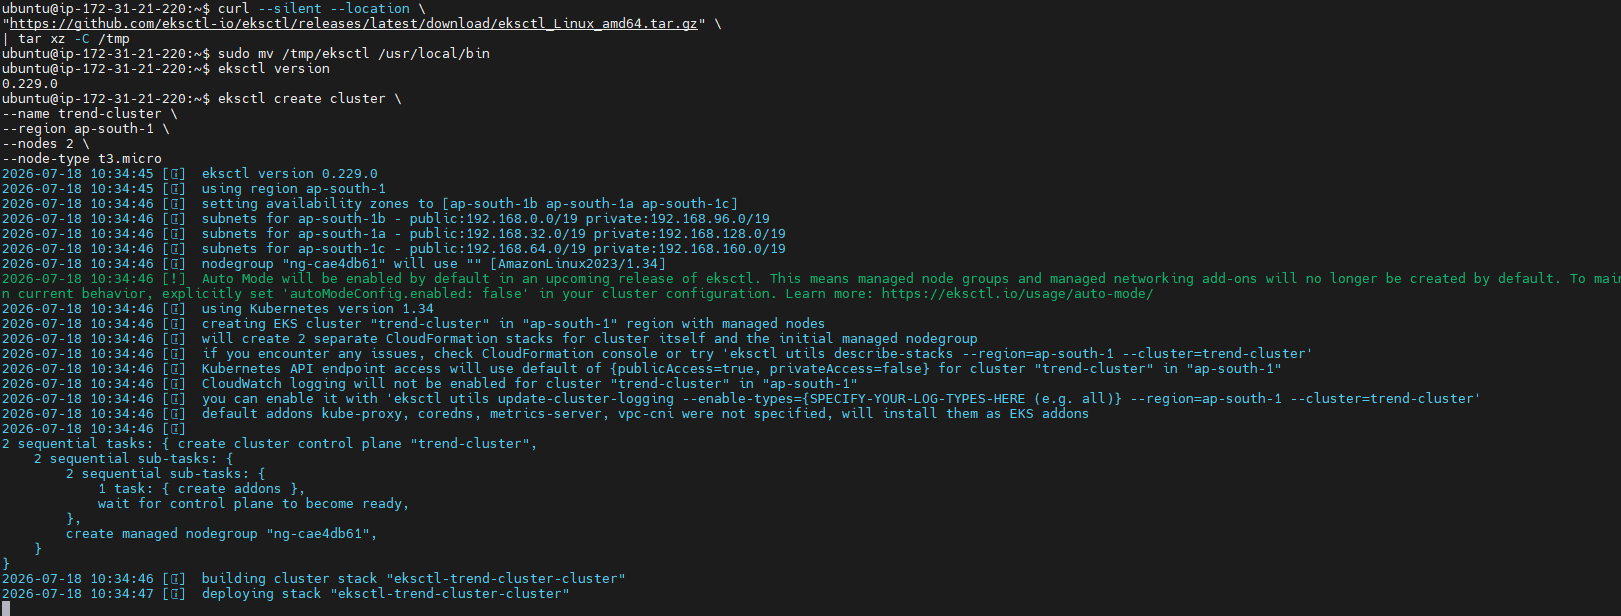 ubuntu@ip-172-31-21-220:~$ curl --silent --location \
"https://github.com/eksctl-io/eksctl/releases/latest/download/eksctl_Linux_amd64.tar.gz" \
| tar xz -C /tmp
ubuntu@ip-172-31-21-220:~$ sudo mv /tmp/eksctl /usr/local/bin
ubuntu@ip-172-31-21-220:~$ eksctl version
0.229.0
ubuntu@ip-172-31-21-220:~$ eksctl create cluster \
--name trend-cluster \
--region ap-south-1 \
--nodes 2 \
--node-type t3.micro
2026-07-18 10:34:45 [ℹ]  eksctl version 0.229.0
2026-07-18 10:34:45 [ℹ]  using region ap-south-1
2026-07-18 10:34:46 [ℹ]  setting availability zones to [ap-south-1b ap-south-1a ap-south-1c]
2026-07-18 10:34:46 [ℹ]  subnets for ap-south-1b - public:192.168.0.0/19 private:192.168.96.0/19
2026-07-18 10:34:46 [ℹ]  subnets for ap-south-1a - public:192.168.32.0/19 private:192.168.128.0/19
2026-07-18 10:34:46 [ℹ]  subnets for ap-south-1c - public:192.168.64.0/19 private:192.168.160.0/19
2026-07-18 10:34:46 [ℹ]  nodegroup "ng-cae4db61" will use "" [AmazonLinux2023/1.34]
2026-07-18 10:34:46 [!]  Auto Mode will be enabled by default in an upcoming release of eksctl. This means managed node groups and managed networking add-ons will no longer be created by default. To main
n current behavior, explicitly set 'autoModeConfig.enabled: false' in your cluster configuration. Learn more: https://eksctl.io/usage/auto-mode/
2026-07-18 10:34:46 [ℹ]  using Kubernetes version 1.34
2026-07-18 10:34:46 [ℹ]  creating EKS cluster "trend-cluster" in "ap-south-1" region with managed nodes
2026-07-18 10:34:46 [ℹ]  will create 2 separate CloudFormation stacks for cluster itself and the initial managed nodegroup
2026-07-18 10:34:46 [ℹ]  if you encounter any issues, check CloudFormation console or try 'eksctl utils describe-stacks --region=ap-south-1 --cluster=trend-cluster'
2026-07-18 10:34:46 [ℹ]  Kubernetes API endpoint access will use default of {publicAccess=true, privateAccess=false} for cluster "trend-cluster" in "ap-south-1"
2026-07-18 10:34:46 [ℹ]  CloudWatch logging will not be enabled for cluster "trend-cluster" in "ap-south-1"
2026-07-18 10:34:46 [ℹ]  you can enable it with 'eksctl utils update-cluster-logging --enable-types={SPECIFY-YOUR-LOG-TYPES-HERE (e.g. all)} --region=ap-south-1 --cluster=trend-cluster'
2026-07-18 10:34:46 [ℹ]  default addons kube-proxy, coredns, metrics-server, vpc-cni were not specified, will install them as EKS addons
2026-07-18 10:34:46 [ℹ]
2 sequential tasks: { create cluster control plane "trend-cluster",
    2 sequential sub-tasks: {
        2 sequential sub-tasks: {
            1 task: { create addons },
            wait for control plane to become ready,
        },
        create managed nodegroup "ng-cae4db61",
    }
}
2026-07-18 10:34:46 [ℹ]  building cluster stack "eksctl-trend-cluster-cluster"
2026-07-18 10:34:47 [ℹ]  deploying stack "eksctl-trend-cluster-cluster"